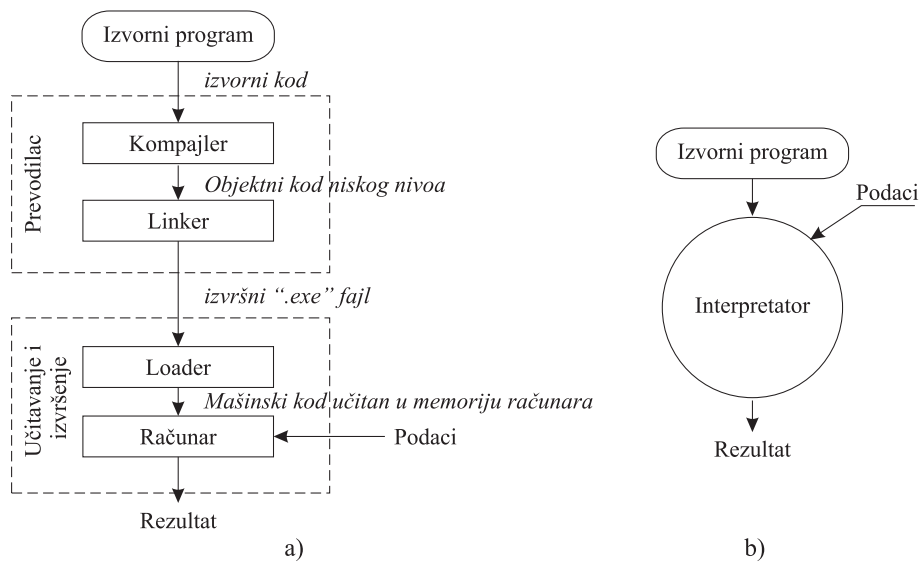 Izvorni program
izvorni kod
Prevodilac
Kompajler
Objektni kod niskog nivoa
Linker
izvršni “.exe” fajl
Učitavanje i
izvršenje
Loader
Mašinski kod učitan u memoriju računara
Računar
Podaci
Rezultat
a)
Izvorni program
Podaci
Interpretator
Rezultat
b)